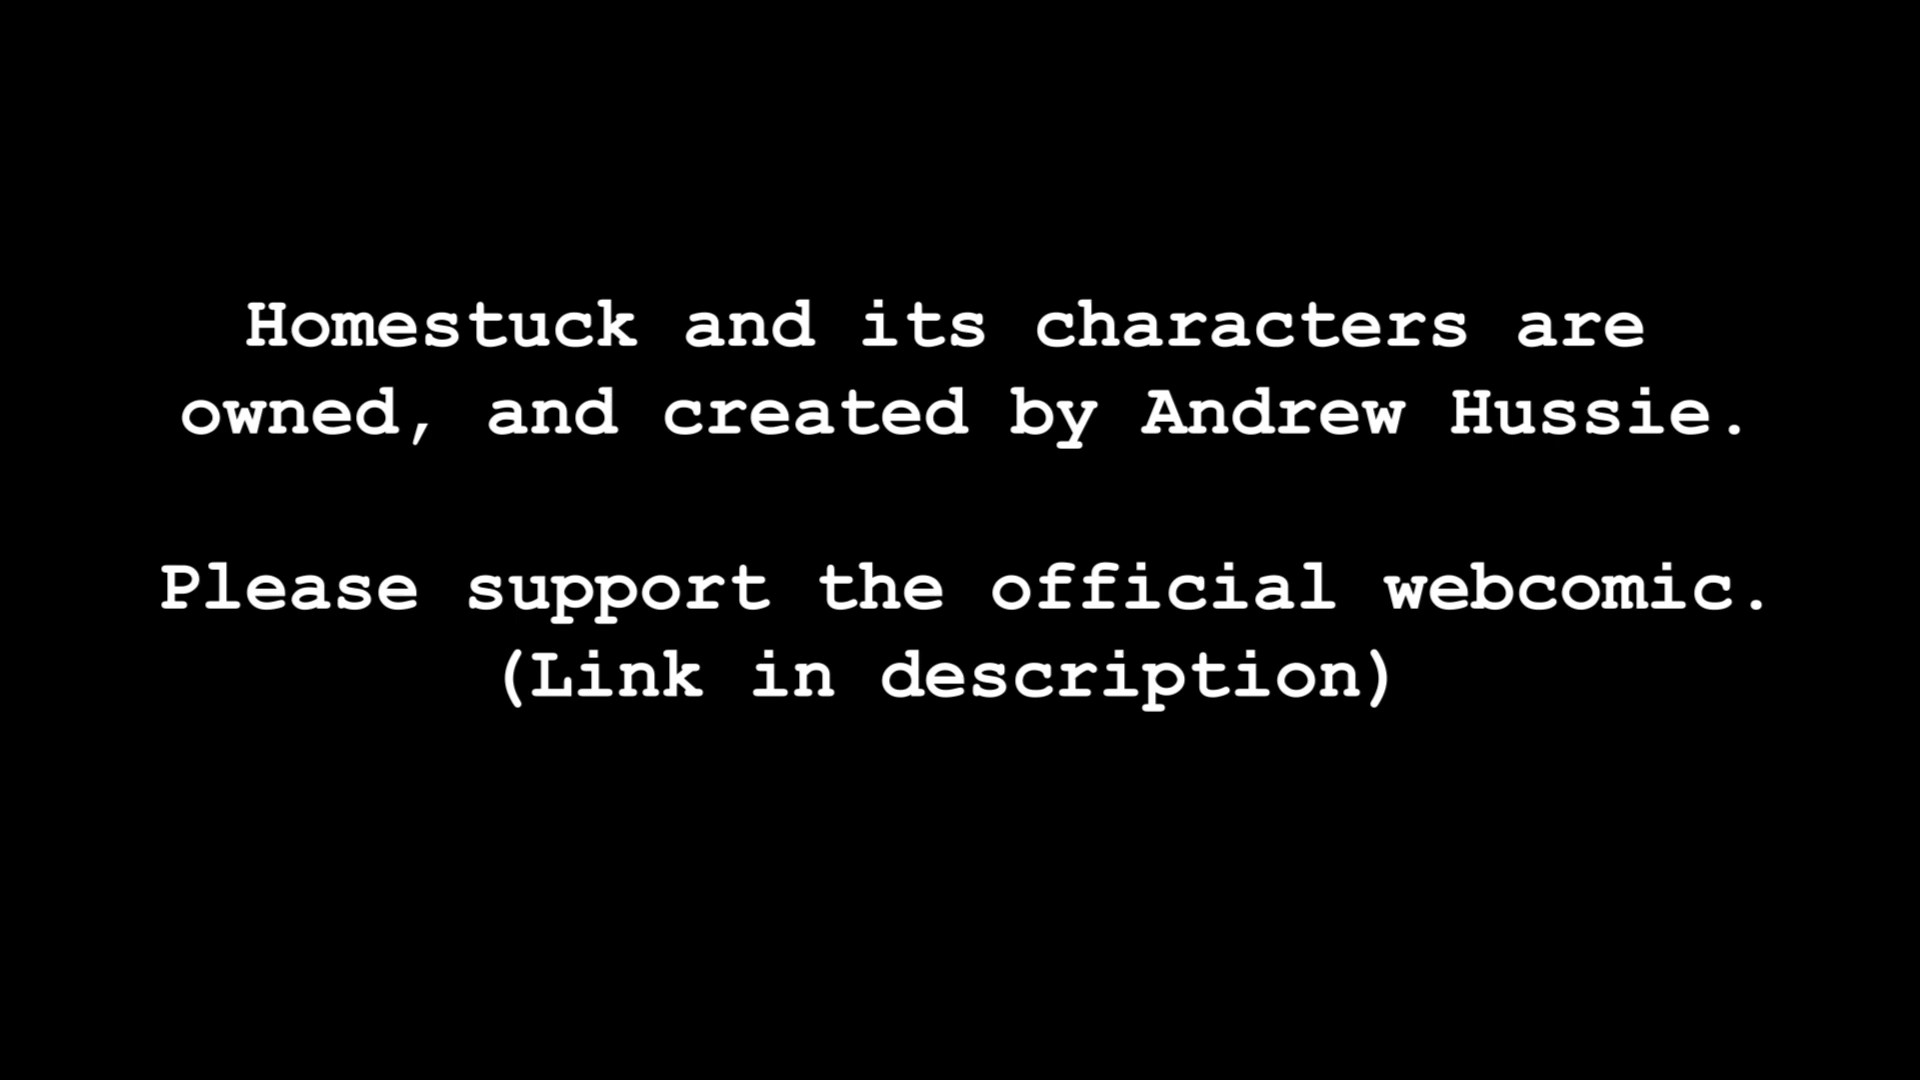 Homestuck and its characters are
owned, and created by Andrew Hussie.
Please support the official webcomic.
(Link in description)